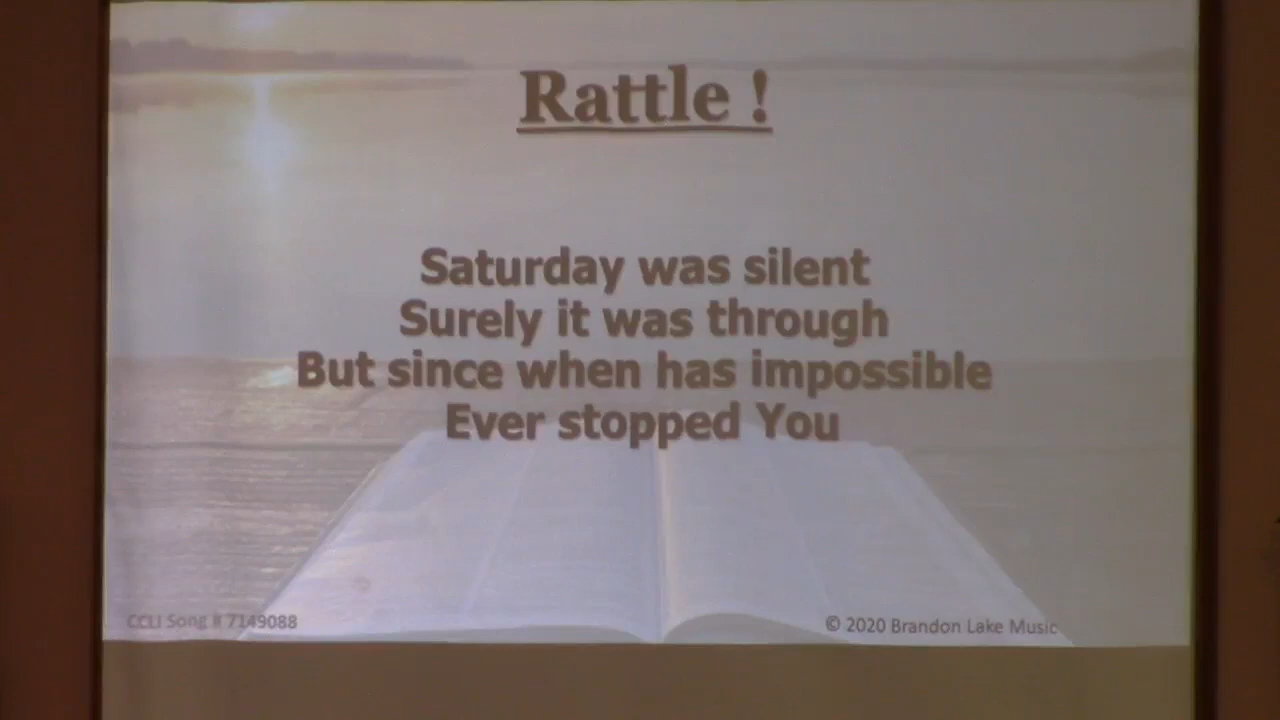 Rattle !
Saturday was silent
Surely it was through
But since when has impossible
Ever stopped You
CCLI Song # 7149088
© 2020 Brandon Lake Music